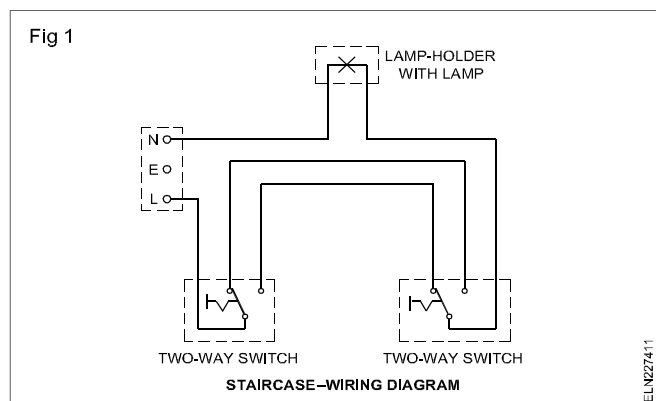 Fig 1
LAMP-HOLDER
WITH LAMP
N
E
L
TWO-WAY SWITCH
TWO-WAY SWITCH
STAIRCASE–WIRING DIAGRAM
ELN227411